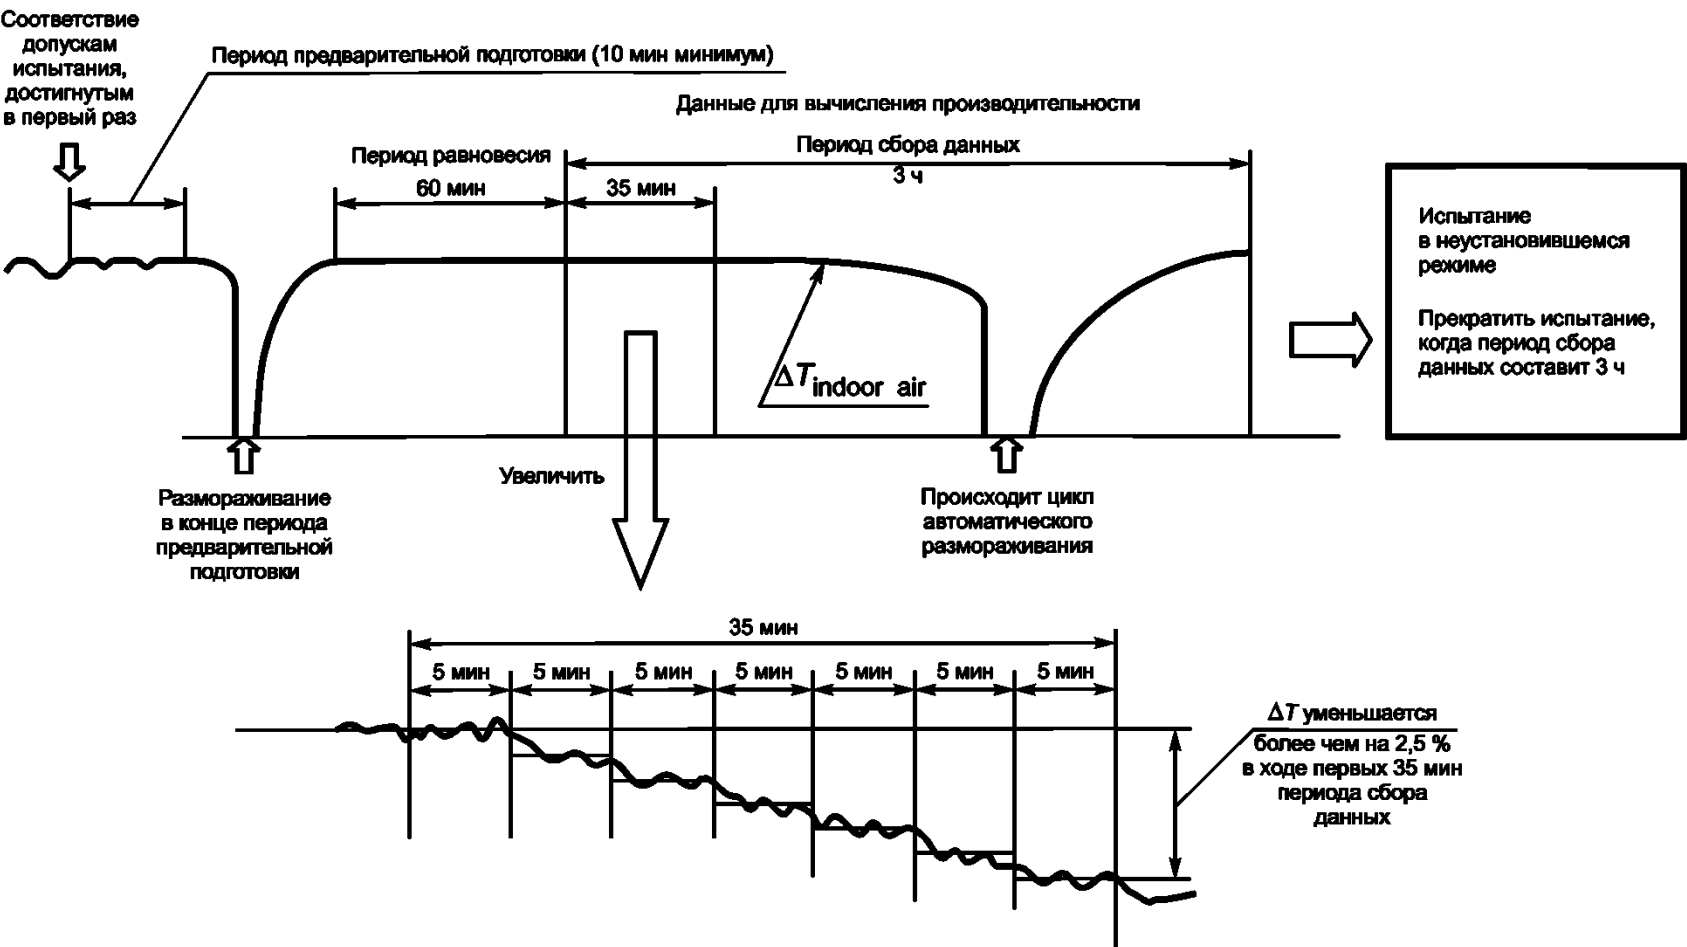 Соответствие
допускам
испытания,
достигнутым
в первый раз
Период предварительной подготовки (10 мин минимум)
Данные для вычисления производительности
Период равновесия
Период сбора данных
60 мин
35 мин
3 ч
Испытание
в неустановившемся
режиме
Прекратить испытание,
когда период сбора
данных составит 3 ч
ΔT indoor air
Увеличить
Размораживание
в конце периода
предварительной
подготовки
Происходит цикл
автоматического
размораживания
35 мин
5 мин 5 мин 5 мин 5 мин 5 мин 5 мин 5 мин
ΔT уменьшается
более чем на 2,5 %
в ходе первых 35 мин
периода сбора
данных